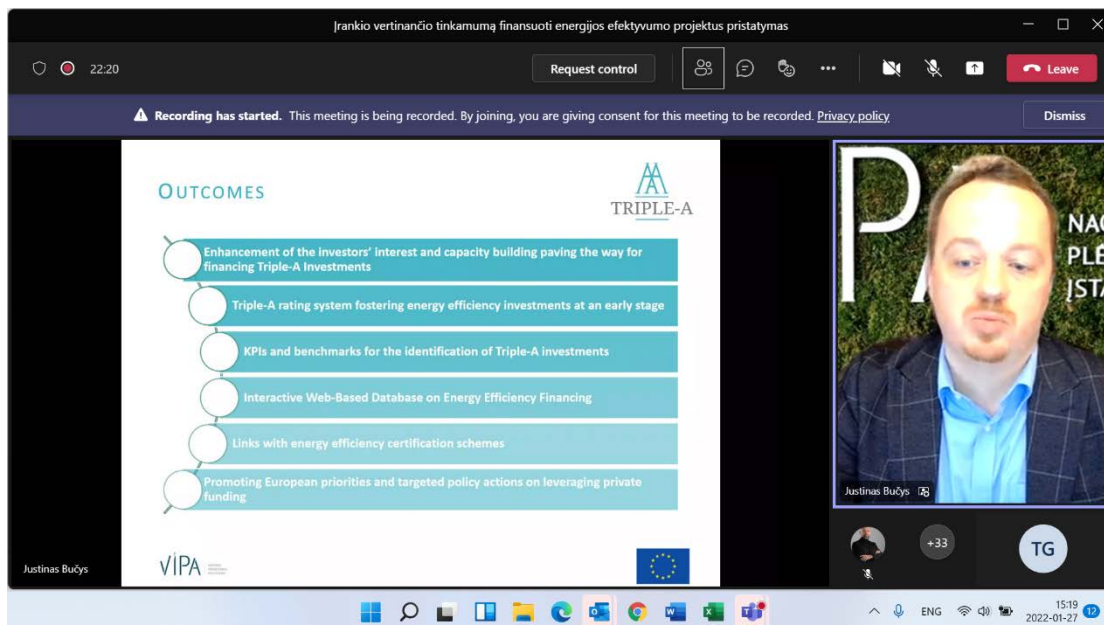 Įrankio vertinančio tinkamumą finansuoti energijos efektyvumo projektus pristatymas
22:20
Request control
Leave
Recording has started. This meeting is being recorded. By joining, you are giving consent for this meeting to be recorded. Privacy policy
Dismiss
OUTCOMES
TRIPLE-A
Enhancement of the investors' interest and capacity building paving the way for
financing Triple-A Investments
Triple-A rating system fostering energy efficiency investments at an early stage
KPIs and benchmarks for the identification of Triple-A investments
Interactive Web-Based Database on Energy Efficiency Financing
Links with energy efficiency certification schemes
Promoting European priorities and targeted policy actions on leveraging private
funding
VIPA
Justinas Bučys
P
NAC
PLĖ
ĮSTA
Justinas Bučys
+33
TG
ENG
15:19
2022-01-27
12